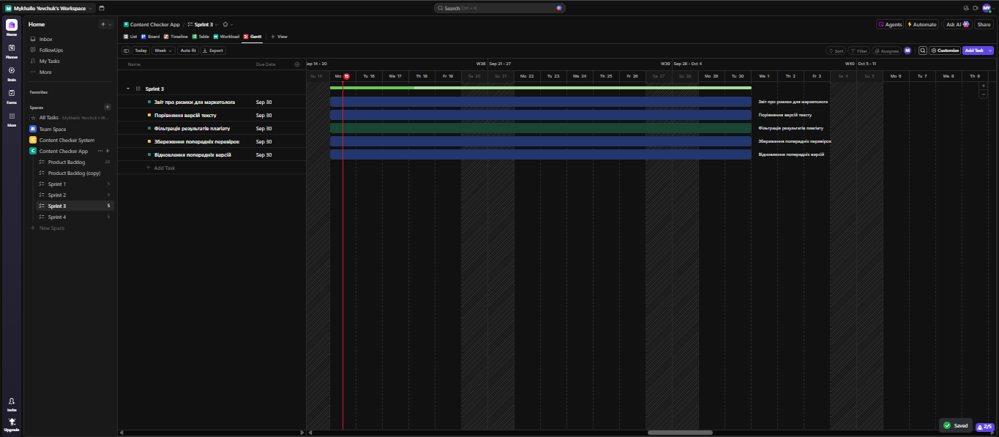 Mykhailo Yevchuk's Workspace
Search Ctrl + K
MY
Home
Planner
Brain
Forms
More
Invite
Upgrade
Home
Inbox
FollowUps
My Tasks
More
Favorites
Spaces
All Tasks - Mykhailo Yevchuk's W...
Team Space
C Content Checker System
C Content Checker App
Product Backlog 20
Product Backlog (copy)
Sprint 1 5
Sprint 2 5
Sprint 3 5
Sprint 4 5
+ New Space
C Content Checker App / Sprint 3
Agents Automate Ask AI Share
List Board Timeline Table Workload Gantt + View
Today Week Auto fit Export
Sort Filter Assignee M Customize Add Task
Name Due Date
Sep 14 - 20 W38 Sep 21 - 27 W39 Sep 28 - Oct 4 W40 Oct 5 - 11
Su 14 Mo 15 Tu 16 We 17 Th 18 Fr 19 Sa 20 Su 21 Mo 22 Tu 23 We 24 Th 25 Fr 26 Sa 27 Su 28 Mo 29 Tu 30 We 1 Th 2 Fr 3 Sa 4 Su 5 Mo 6 Tu 7 We 8 Th 9
Sprint 3
Звіт про ризики для маркетолога Sep 30 Звіт про ризики для маркетолога
Порівняння версій тексту Sep 30 Порівняння версій тексту
Фільтрація результатів плагіату Sep 30 Фільтрація результатів плагіату
Збереження попередніх перевірок Sep 30 Збереження попередніх перевірок
Відновлення попередніх версій Sep 30 Відновлення попередніх версій
+ Add Task
Saved
2/5